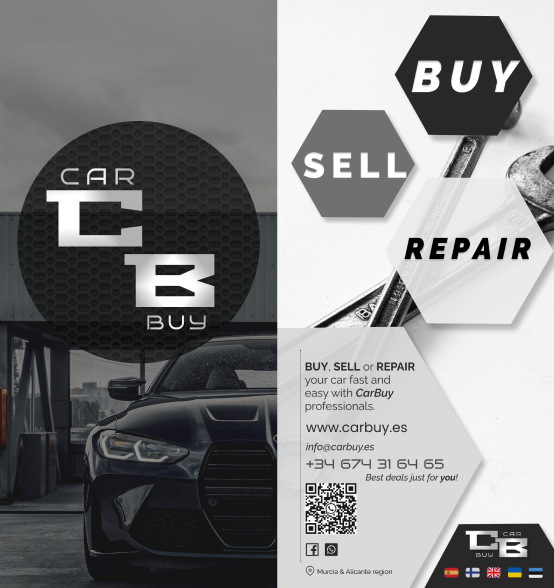 CAR
CB
BUY
BUY
SELL
REPAIR
BUY, SELL or REPAIR
your car fast and
easy with CarBuy
professionals.
www.carbuy.es
info@carbuy.es
+34 674 31 64 65
Best deals just for you!
Murcia & Alicante region
CAR
CB
BUY